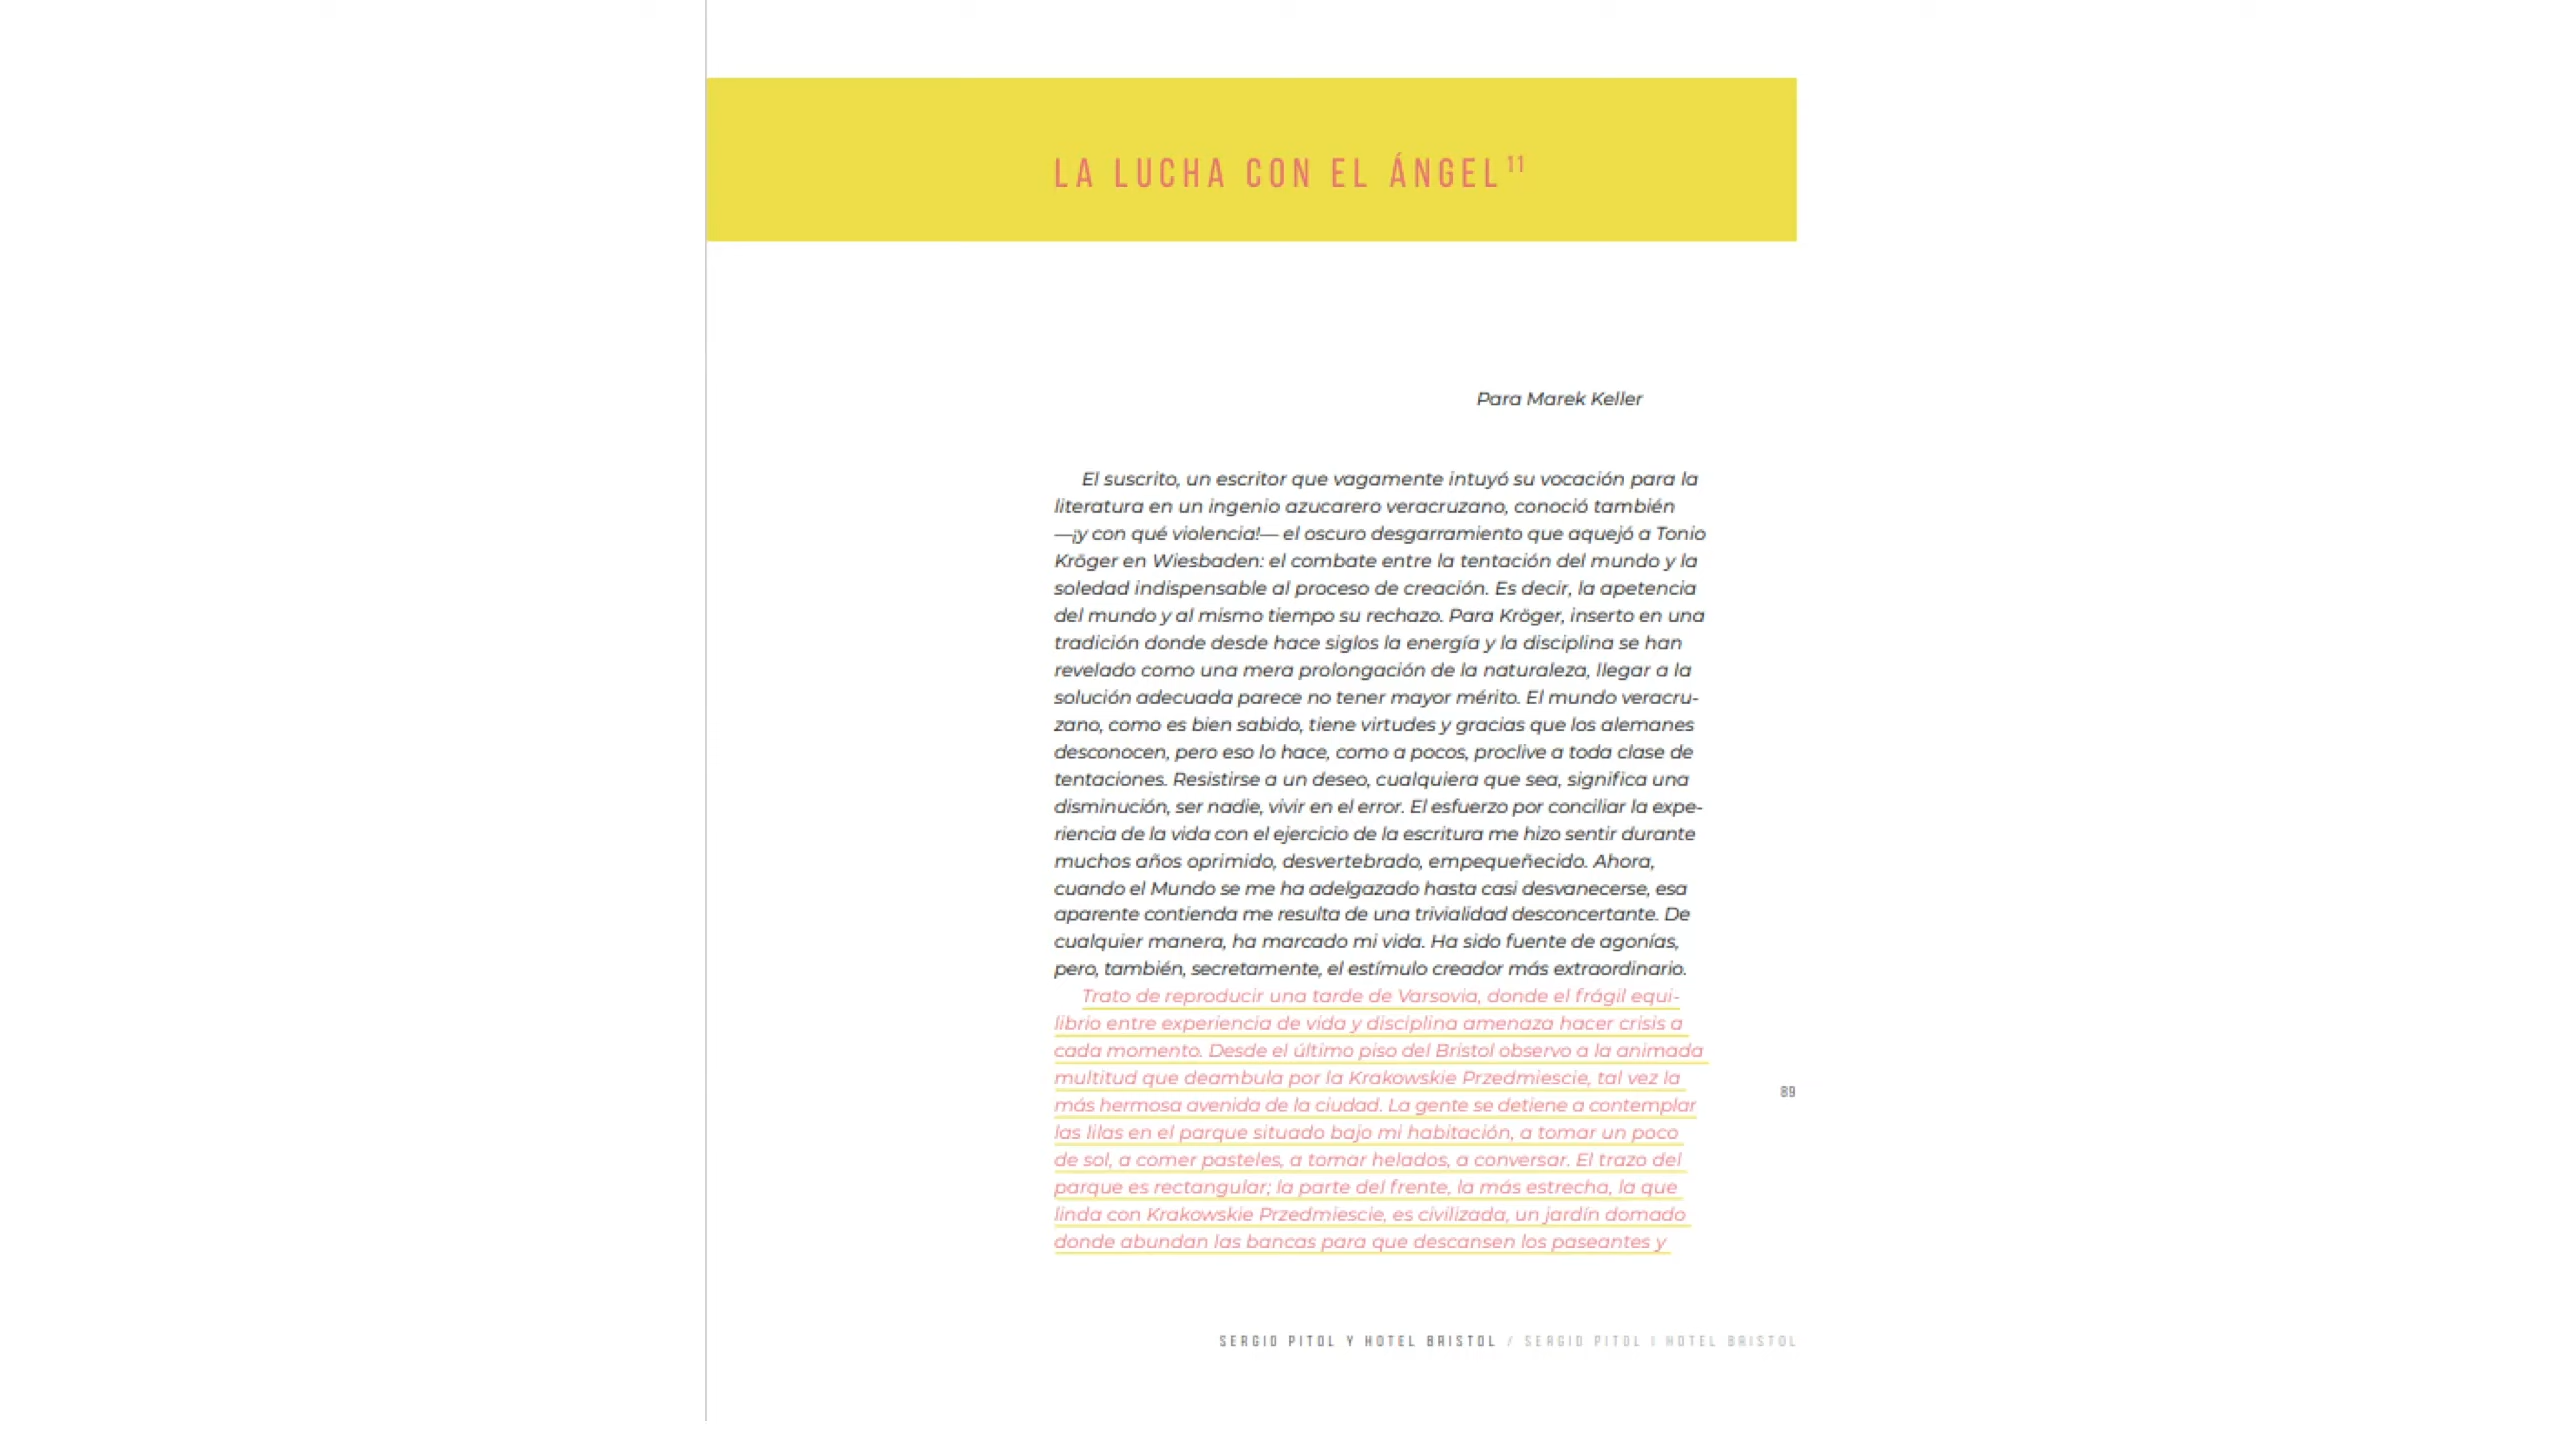 LA LUCHA CON EL ÁNGEL¹¹
Para Marek Keller
El suscrito, un escritor que vagamente intuyó su vocación para la
literatura en un ingenio azucarero veracruzano, conoció también
—¡y con qué violencia!— el oscuro desgarramiento que aquejó a Tonio
Kröger en Wiesbaden: el combate entre la tentación del mundo y la
soledad indispensable al proceso de creación. Es decir, la apetencia
del mundo y al mismo tiempo su rechazo. Para Kröger, inserto en una
tradición donde desde hace siglos la energía y la disciplina se han
revelado como una mera prolongación de la naturaleza, llegar a la
solución adecuada parece no tener mayor mérito. El mundo veracru-
zano, como es bien sabido, tiene virtudes y gracias que los alemanes
desconocen, pero eso lo hace, como a pocos, proclive a toda clase de
tentaciones. Resistirse a un deseo, cualquiera que sea, significa una
disminución, ser nadie, vivir en el error. El esfuerzo por conciliar la expe-
riencia de la vida con el ejercicio de la escritura me hizo sentir durante
muchos años oprimido, desvertebrado, empequeñecido. Ahora,
cuando el Mundo se me ha adelgazado hasta casi desvanecerse, esa
aparente contienda me resulta de una trivialidad desconcertante. De
cualquier manera, ha marcado mi vida. Ha sido fuente de agonías,
pero, también, secretamente, el estímulo creador más extraordinario.
Trato de reproducir una tarde de Varsovia, donde el frágil equi-
librio entre experiencia de vida y disciplina amenaza hacer crisis a
cada momento. Desde el último piso del Bristol observo a la animada
multitud que deambula por la Krakowskie Przedmiescie, tal vez la
más hermosa avenida de la ciudad. La gente se detiene a contemplar
las lilas en el parque situado bajo mi habitación, a tomar un poco
de sol, a comer pasteles, a tomar helados, a conversar. El trazo del
parque es rectangular; la parte del frente, la más estrecha, la que
linda con Krakowskie Przedmiescie, es civilizada, un jardín domado
donde abundan las bancas para que descansen los paseantes y
89
SERGIO PITOL Y HOTEL BRISTOL / SERGIO PITOL I HOTEL BRISTOL